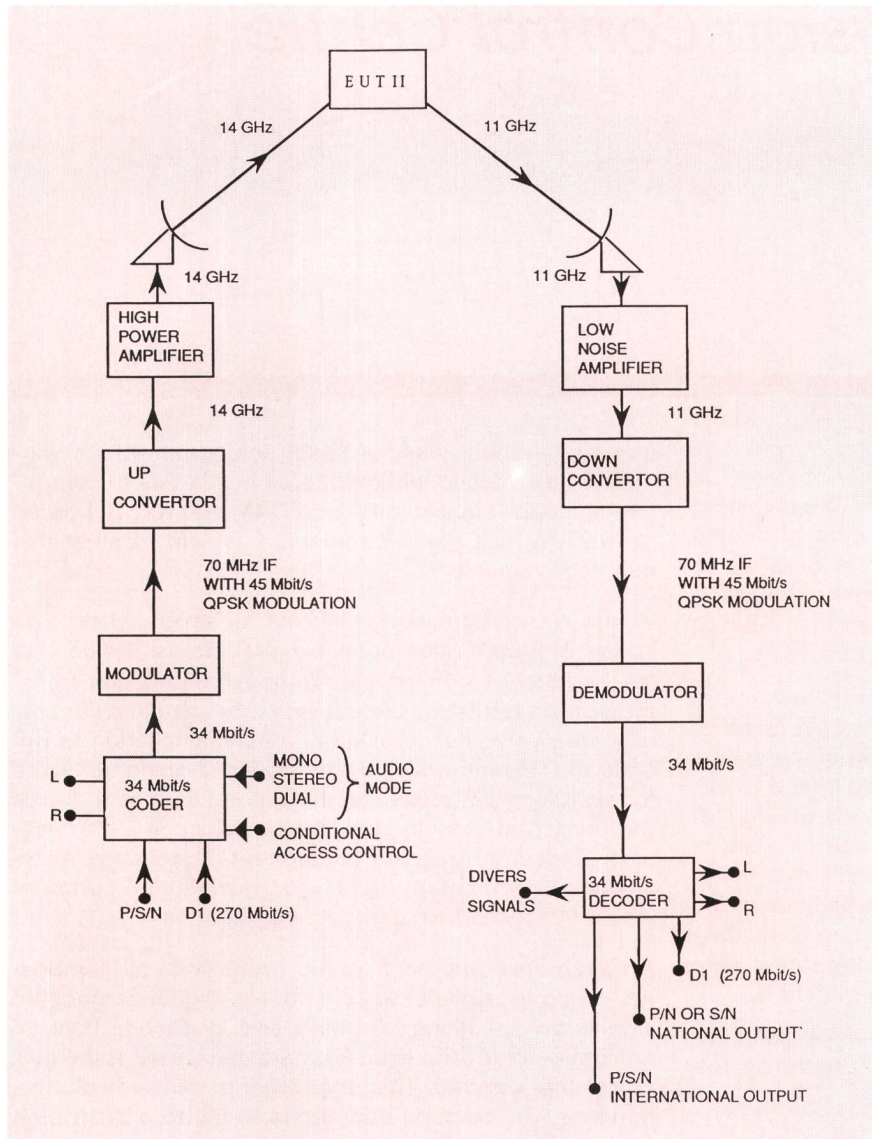 EUT II
14 GHz
11 GHz
14 GHz
11 GHz
HIGH
POWER
AMPLIFIER
LOW
NOISE
AMPLIFIER
14 GHz
11 GHz
UP
CONVERTOR
DOWN
CONVERTOR
70 MHz IF
WITH 45 Mbit/s
QPSK MODULATION
70 MHz IF
WITH 45 Mbit/s
QPSK MODULATION
MODULATOR
DEMODULATOR
34 Mbit/s
34 Mbit/s
L
R
34 Mbit/s
CODER
MONO
STEREO
DUAL
AUDIO
MODE
CONDITIONAL
ACCESS CONTROL
P/S/N
D1 (270 Mbit/s)
DIVERS
SIGNALS
34 Mbit/s
DECODER
L
R
D1 (270 Mbit/s)
P/N OR S/N
NATIONAL OUTPUT
P/S/N
INTERNATIONAL OUTPUT